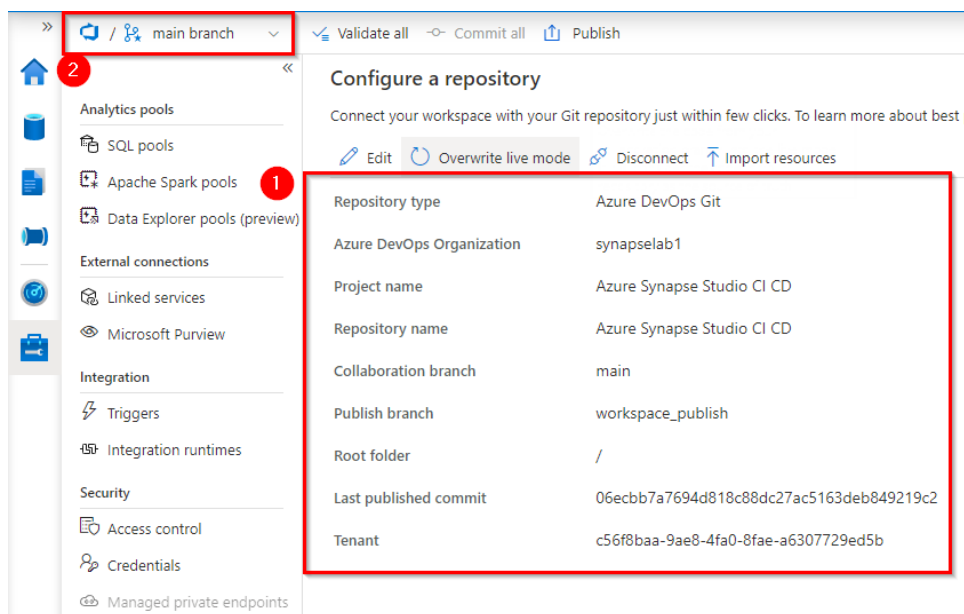 » / main branch Validate all Commit all Publish
2
«
Configure a repository
Connect your workspace with your Git repository just within few clicks. To learn more about best
Edit Overwrite live mode Disconnect Import resources
Analytics pools
SQL pools
Apache Spark pools
Data Explorer pools (preview)
External connections
Linked services
Microsoft Purview
Integration
Triggers
Integration runtimes
Security
Access control
Credentials
Managed private endpoints
1
Repository type Azure DevOps Git
Azure DevOps Organization synapselab1
Project name Azure Synapse Studio CI CD
Repository name Azure Synapse Studio CI CD
Collaboration branch main
Publish branch workspace_publish
Root folder /
Last published commit 06ecbb7a7694d818c88dc27ac5163deb849219c2
Tenant c56f8baa-9ae8-4fa0-8fae-a6307729ed5b